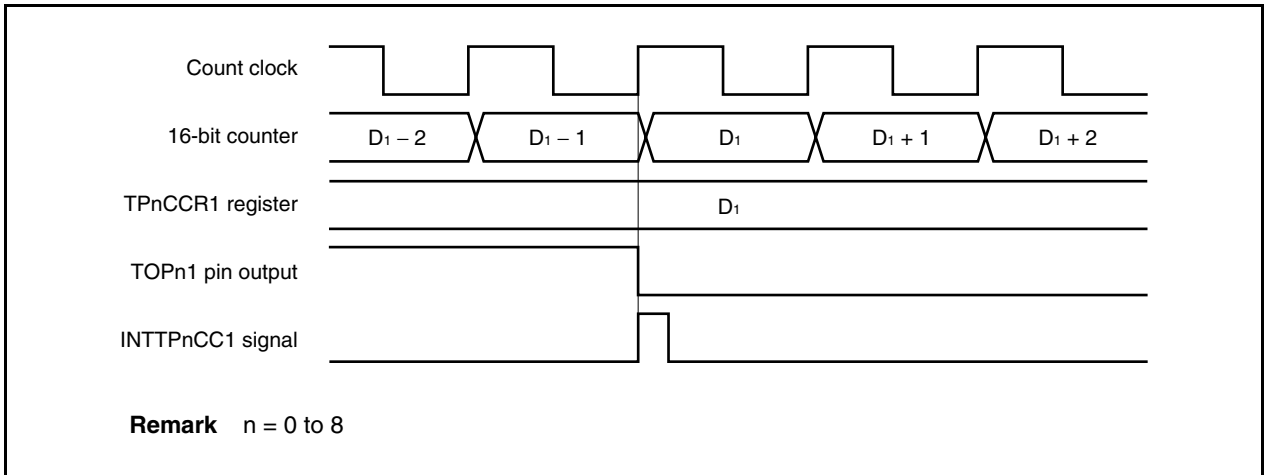 Count clock
16-bit counter
D₁ − 2 D₁ − 1 D₁ D₁ + 1 D₁ + 2
TPnCCR1 register
D₁
TOPn1 pin output
INTTPnCC1 signal
Remark n = 0 to 8